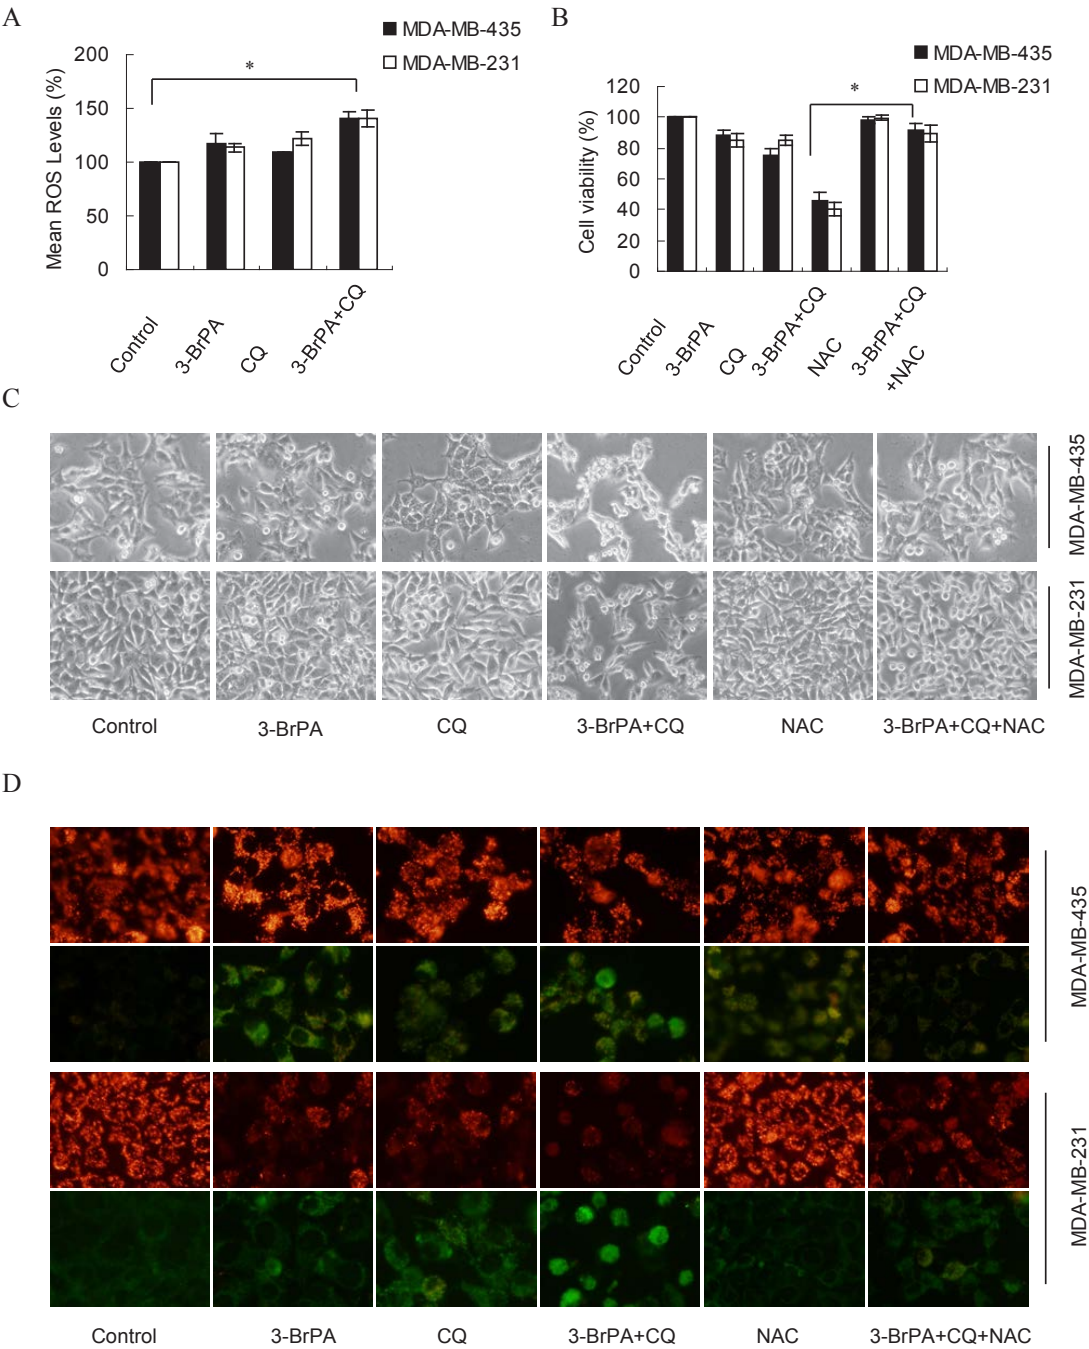 A
MDA-MB-435
MDA-MB-231
Mean ROS Levels (%)
200
150
100
50
0
*
Control
3-BrPA
CQ
3-BrPA+CQ
B
MDA-MB-435
MDA-MB-231
Cell viability (%)
120
100
80
60
40
20
0
*
Control
3-BrPA
CQ
3-BrPA+CQ
NAC
3-BrPA+CQ
+NAC
C
MDA-MB-435
MDA-MB-231
Control
3-BrPA
CQ
3-BrPA+CQ
NAC
3-BrPA+CQ+NAC
D
MDA-MB-435
MDA-MB-231
Control
3-BrPA
CQ
3-BrPA+CQ
NAC
3-BrPA+CQ+NAC